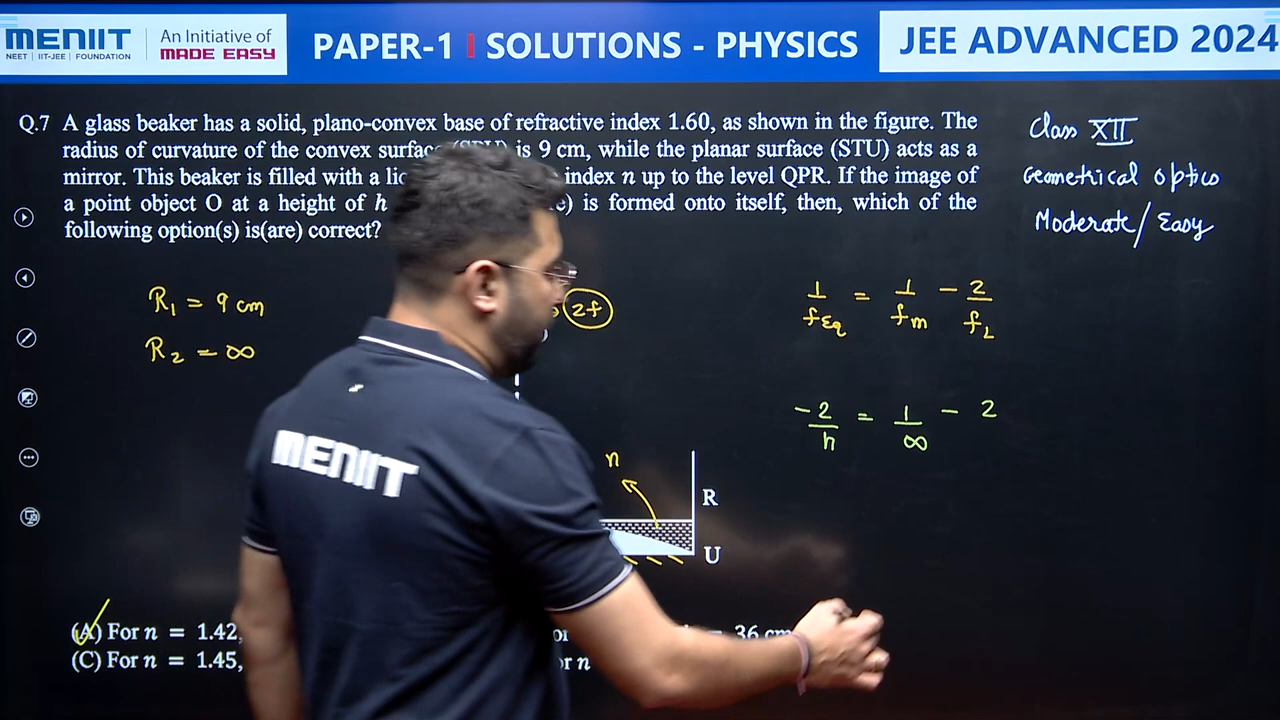 MENIIT
NEET | IIT-JEE | FOUNDATION
An Initiative of
MADE EASY
PAPER-1 | SOLUTIONS - PHYSICS
JEE ADVANCED 2024
Q.7 A glass beaker has a solid, plano-convex base of refractive index 1.60, as shown in the figure. The
radius of curvature of the convex surface is 9 cm, while the planar surface (STU) acts as a
mirror. This beaker is filled with a index n up to the level QPR. If the image of
a point object O at a height of h is formed onto itself, then, which of the
following option(s) is(are) correct?
Class XII
Geometrical optics
Moderate/ Easy
R₁ = 9 cm
R₂ = ∞
2f
1/f_Eq = 1/f_m - 2/f_L
-2/h = 1/∞ - 2
n
R
U
(A) For n = 1.42, = 36 cm
(C) For n = 1.45, n
MENIIT